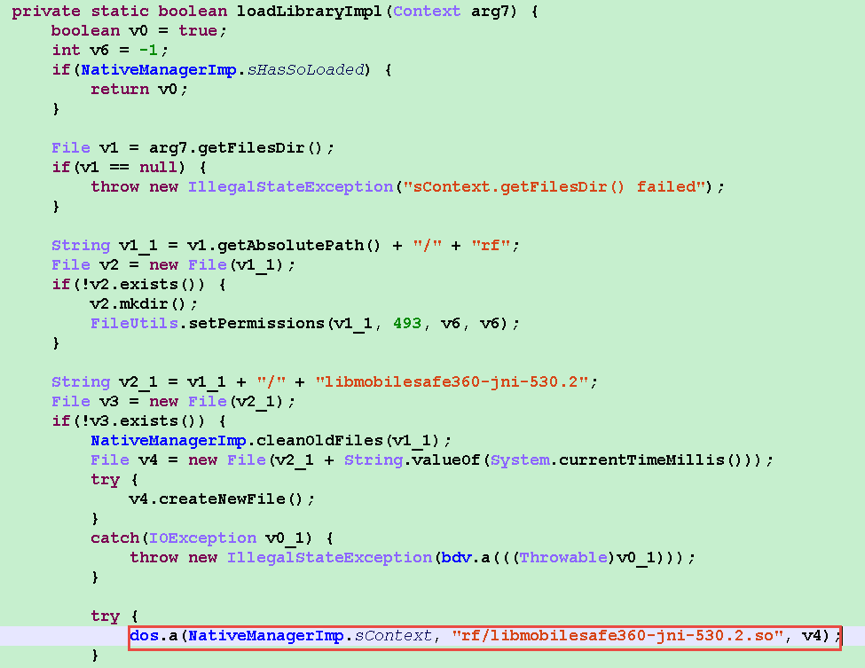 private static boolean loadLibraryImpl(Context arg7) {
    boolean v0 = true;
    int v6 = -1;
    if(NativeManagerImp.sHasSoLoaded) {
        return v0;
    }

    File v1 = arg7.getFilesDir();
    if(v1 == null) {
        throw new IllegalStateException("sContext.getFilesDir() failed");
    }

    String v1_1 = v1.getAbsolutePath() + "/" + "rf";
    File v2 = new File(v1_1);
    if(!v2.exists()) {
        v2.mkdir();
        FileUtils.setPermissions(v1_1, 493, v6, v6);
    }

    String v2_1 = v1_1 + "/" + "libmobilesafe360-jni-530.2";
    File v3 = new File(v2_1);
    if(!v3.exists()) {
        NativeManagerImp.cleanOldFiles(v1_1);
        File v4 = new File(v2_1 + String.valueOf(System.currentTimeMillis()));
        try {
            v4.createNewFile();
        }
        catch(IOException v0_1) {
            throw new IllegalStateException(bdv.a(((Throwable)v0_1)));
        }

        try {
            dos.a(NativeManagerImp.sContext, "rf/libmobilesafe360-jni-530.2.so", v4);
        }